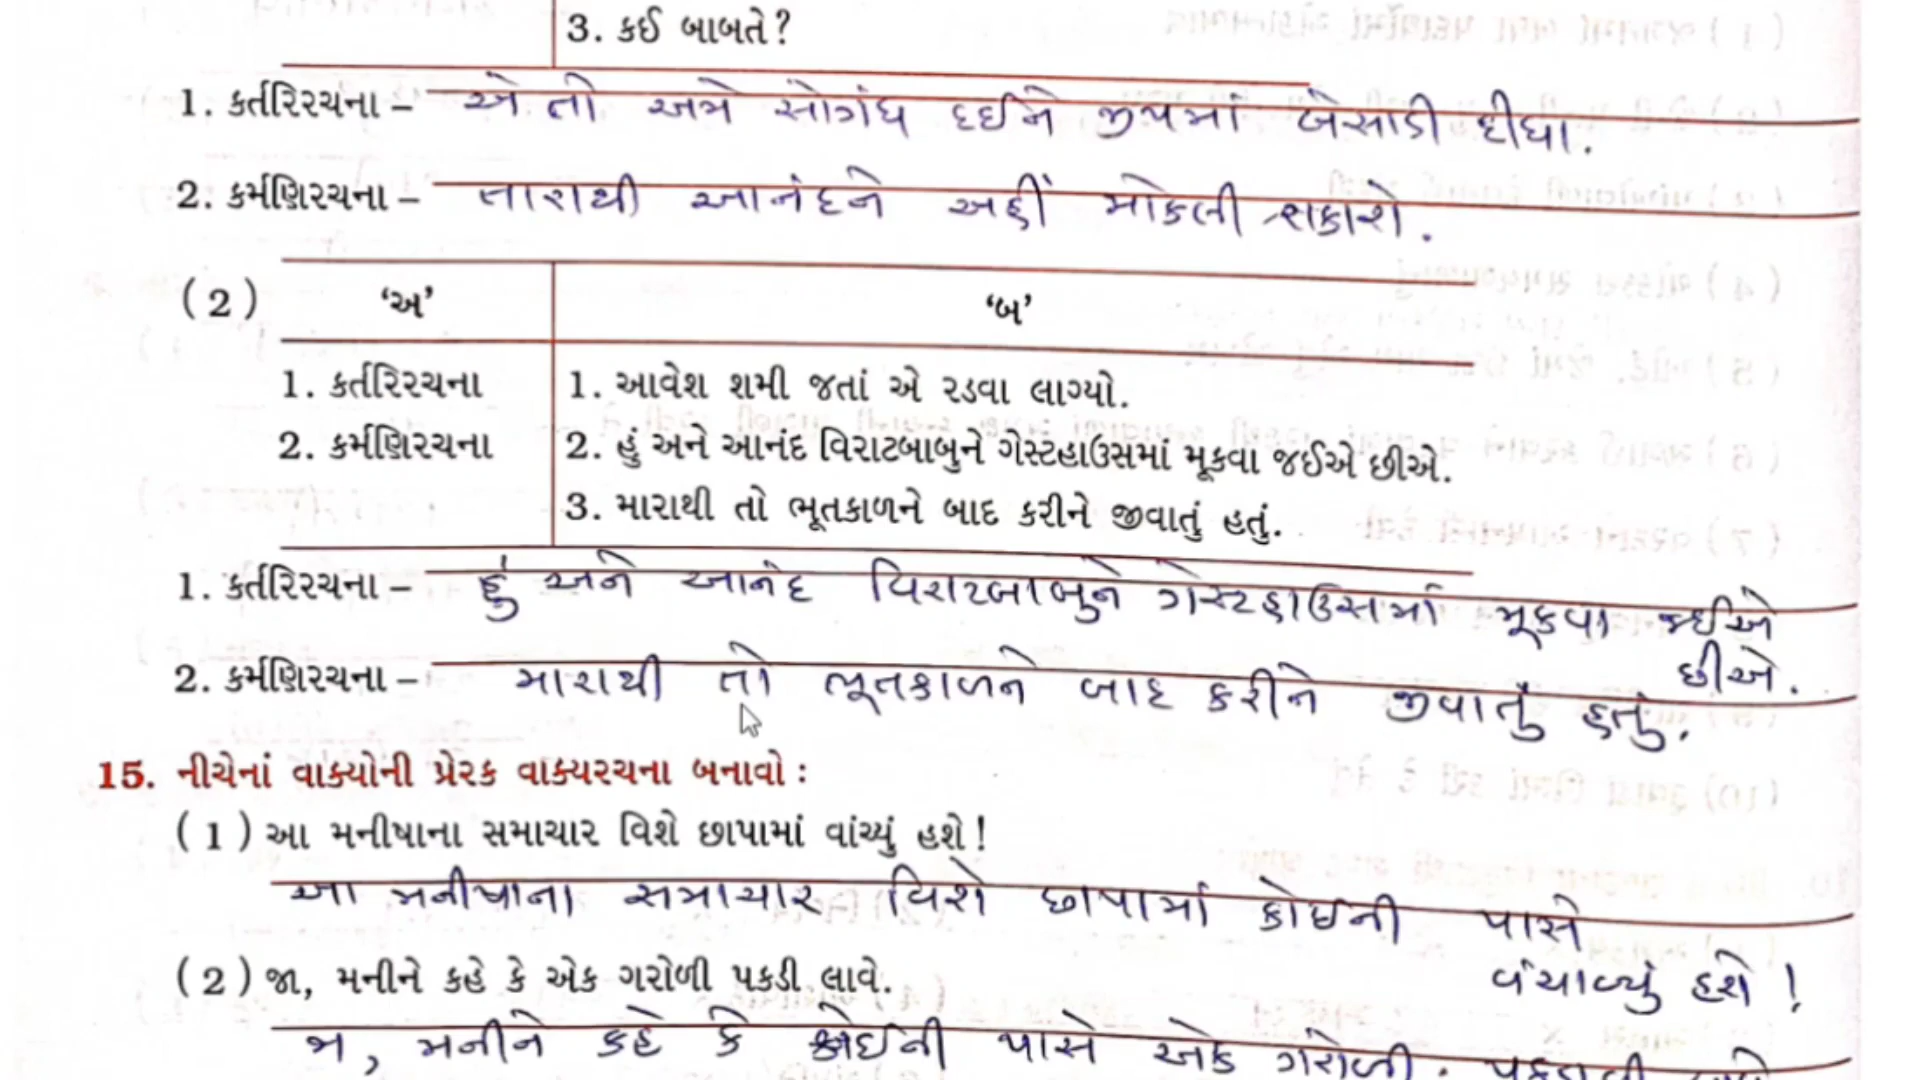 3. કઈ બાબતે?
1. કર્તરિરચના – એ તો અમે સોગંધ દઈને જીપમાં બેસાડી દીધા.
2. કર્મણિરચના – તારાથી આનંદને અહીં મોકલી શકાશે.
(2) ‘અ’ ‘બ’
1. કર્તરિરચના 1. આવેશ શમી જતાં એ રડવા લાગ્યો.
2. કર્મણિરચના 2. હું અને આનંદ વિરાટબાબુને ગેસ્ટહાઉસમાં મૂકવા જઈએ છીએ.
3. મારાથી તો ભૂતકાળને બાદ કરીને જીવાતું હતું.
1. કર્તરિરચના – હું અને આનંદ વિરાટબાબુને ગેસ્ટહાઉસમાં મૂકવા જઈએ
છીએ.
2. કર્મણિરચના – મારાથી તો ભૂતકાળને બાદ કરીને જીવાતું હતું.
15. નીચેનાં વાક્યોની પ્રેરક વાક્યરચના બનાવો :
(1) આ મનીષાના સમાચાર વિશે છાપામાં વાંચ્યું હશે!
આ મનીષાના સમાચાર વિશે છાપામાં કોઈની પાસે
વંચાવ્યું હશે !
(2) જા, મનીને કહે કે એક ગરોળી પકડી લાવે.
જા, મનીને કહે કે કોઈની પાસે એક ગરોળી